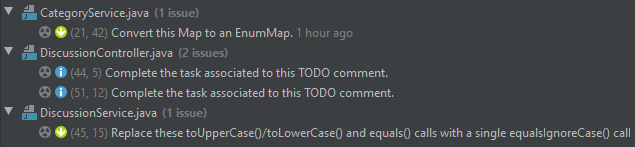 CategoryService.java (1 issue)
(21, 42) Convert this Map to an EnumMap. 1 hour ago
DiscussionController.java (2 issues)
(44, 5) Complete the task associated to this TODO comment.
(51, 12) Complete the task associated to this TODO comment.
DiscussionService.java (1 issue)
(45, 15) Replace these toUpperCase()/toLowerCase() and equals() calls with a single equalsIgnoreCase() call